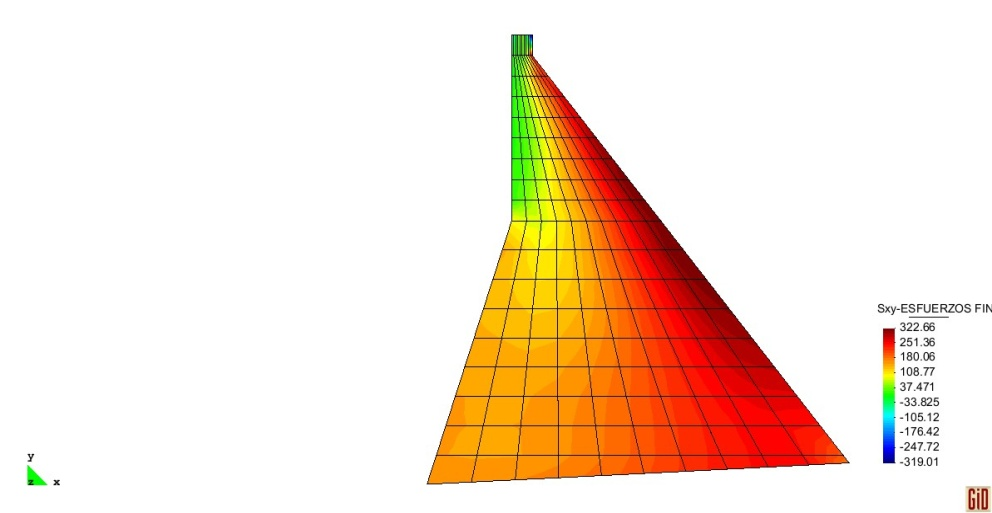 Sxy-ESFUERZOS FIN
322.66
251.36
180.06
108.77
37.471
-33.825
-105.12
-176.42
-247.72
-319.01
y
z x
GiD